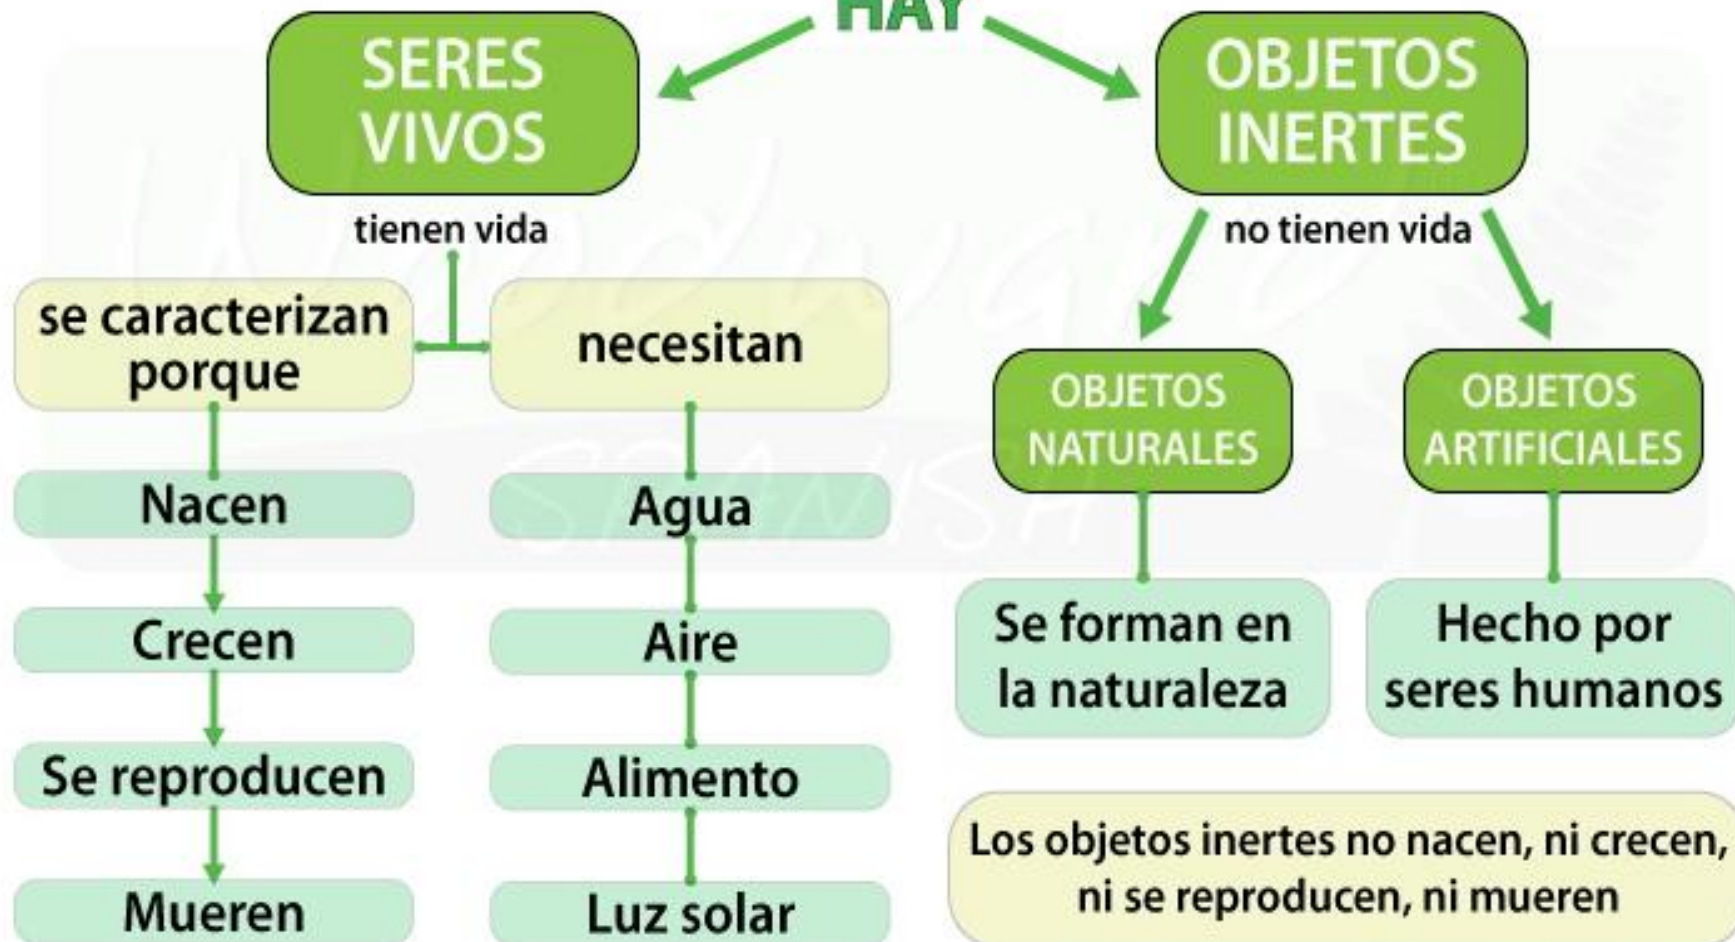 HAY
SERES
VIVOS
tienen vida
se caracterizan
porque
Nacen
Crecen
Se reproducen
Mueren
necesitan
Agua
Aire
Alimento
Luz solar
OBJETOS
INERTES
no tienen vida
OBJETOS
NATURALES
Se forman en
la naturaleza
OBJETOS
ARTIFICIALES
Hecho por
seres humanos
Los objetos inertes no nacen, ni crecen,
ni se reproducen, ni mueren
Woodward
SPANISH